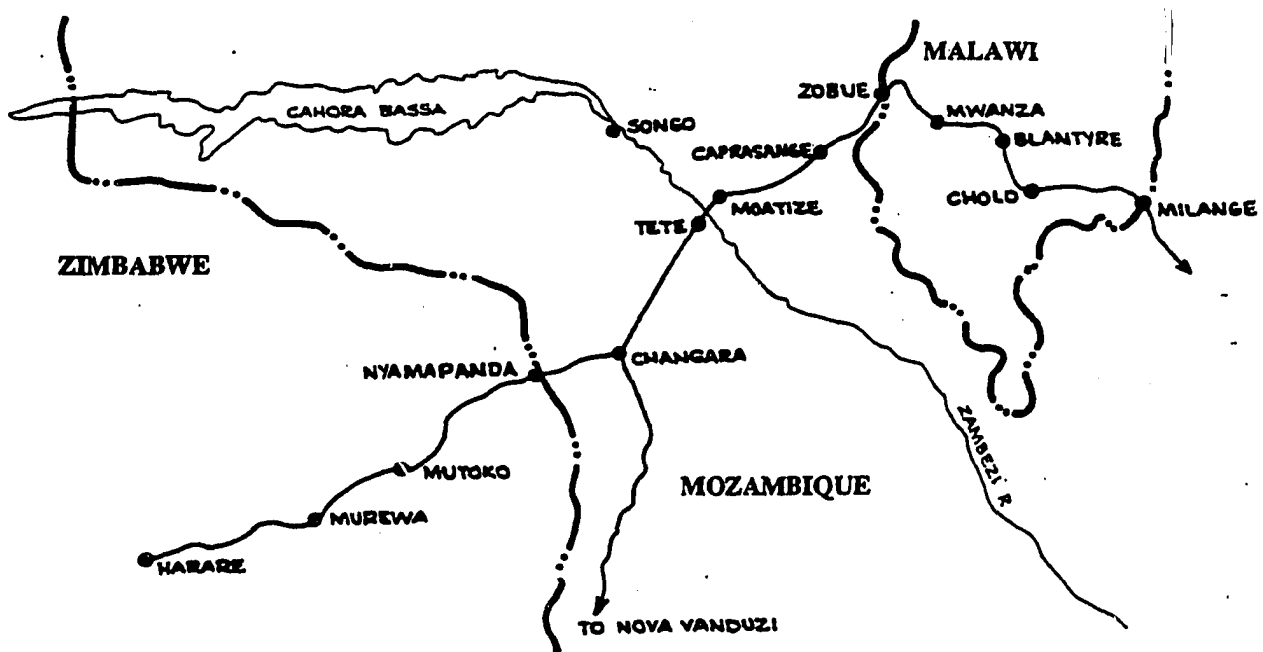 MALAWI
ZOBUE
MWANZA
CAHORA BASSA
SONGO
BLANTYRE
CAPRASANGE
CHOLO
MOATIZE
MILANGE
TETE
ZIMBABWE
CHANGARA
NYAMAPANDA
ZAMBEZI R
MUTOKO
MOZAMBIQUE
MUREWA
HARARE
TO NOVA VANDUZI